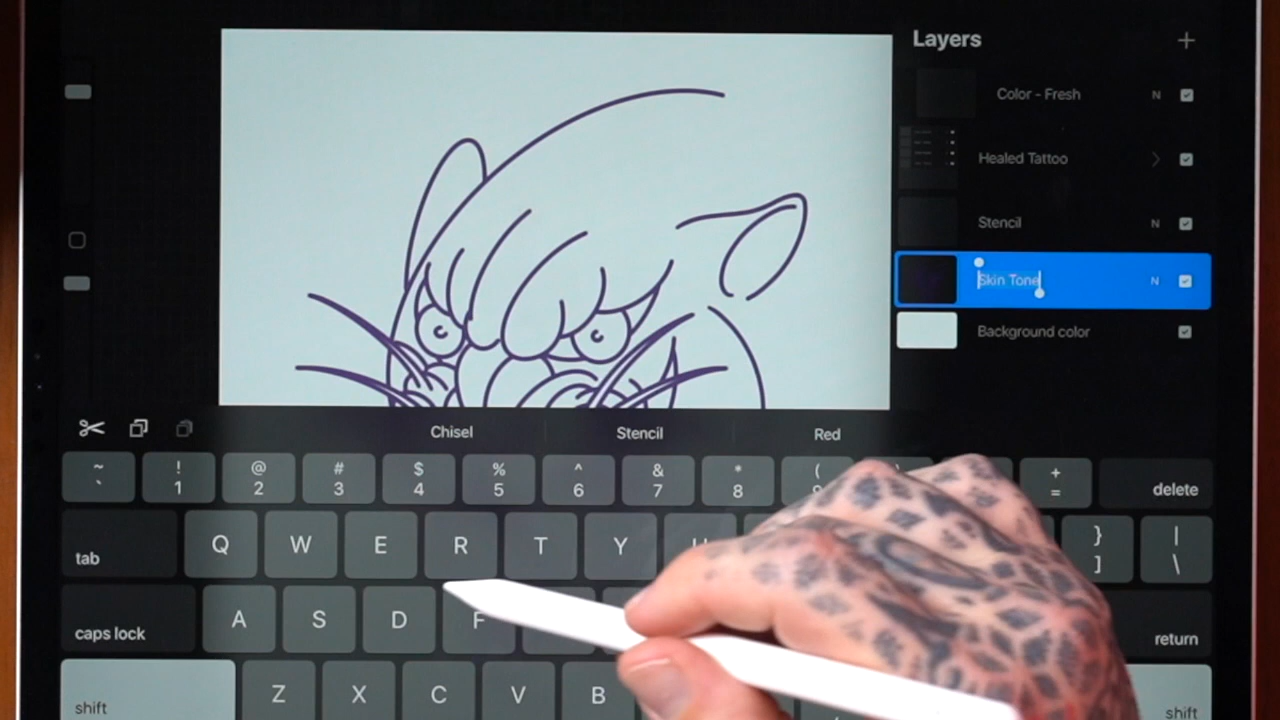 Layers +
Color - Fresh N
Healed Tattoo
Stencil N
Skin Tone N
Background color
Chisel Stencil Red
~ ! @ # $ % ^ & * ( +
` 1 2 3 4 5 6 7 8 = delete
tab Q W E R T Y } ] | \
caps lock A S D F return
shift Z X C V B shift